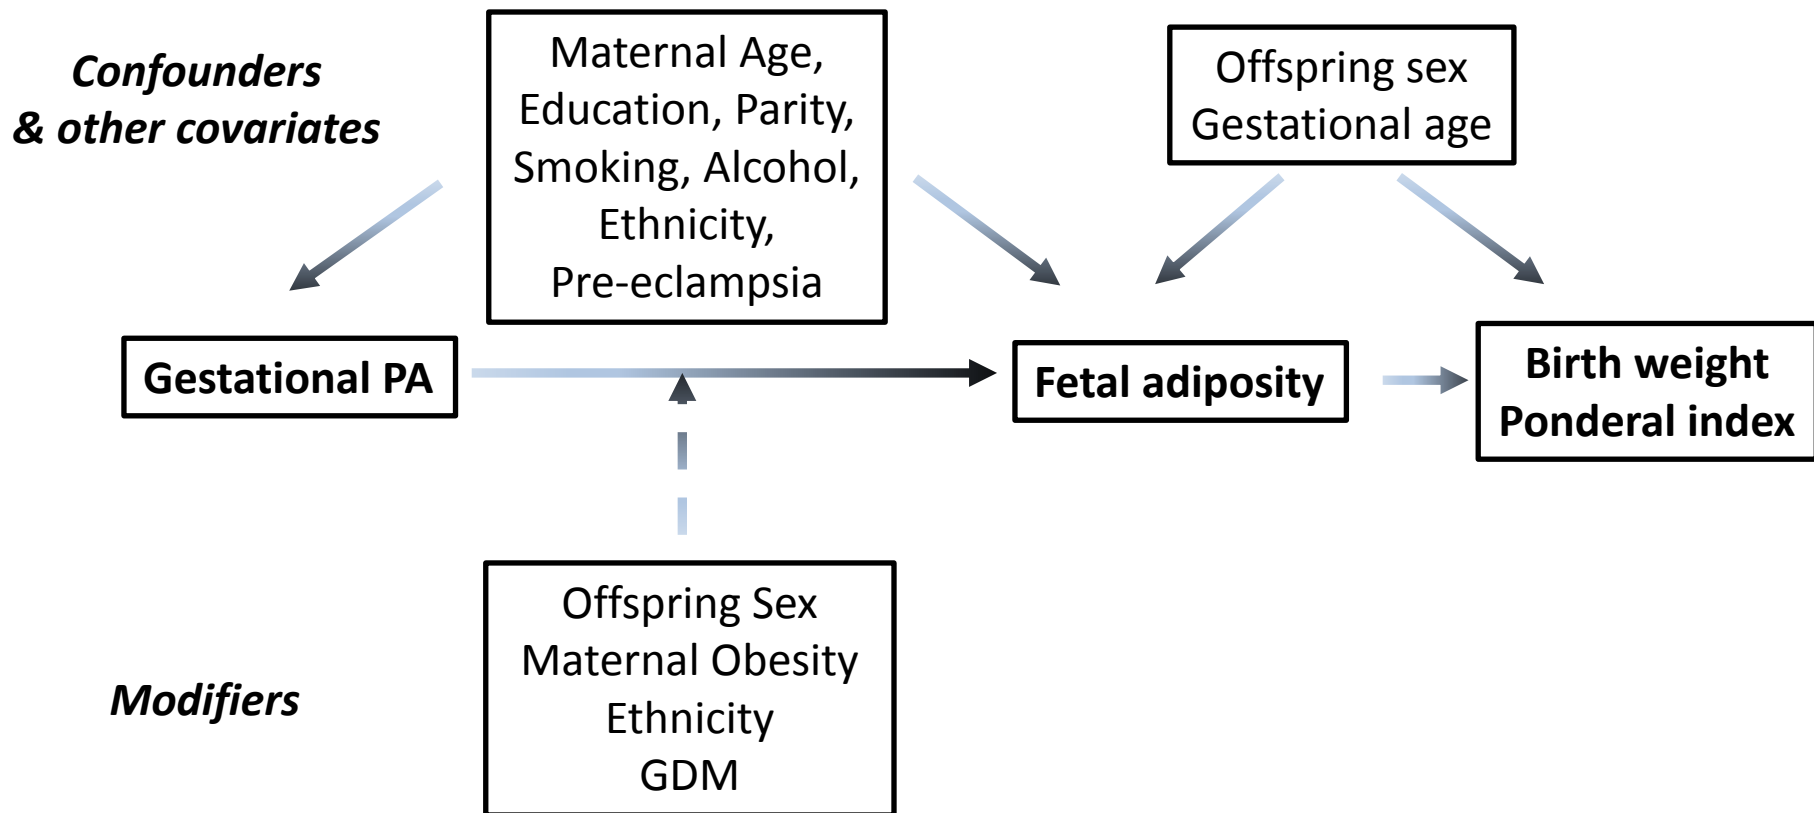 Confounders
& other covariates
Maternal Age,
Education, Parity,
Smoking, Alcohol,
Ethnicity,
Pre-eclampsia
Offspring sex
Gestational age
Gestational PA
Fetal adiposity
Birth weight
Ponderal index
Modifiers
Offspring Sex
Maternal Obesity
Ethnicity
GDM